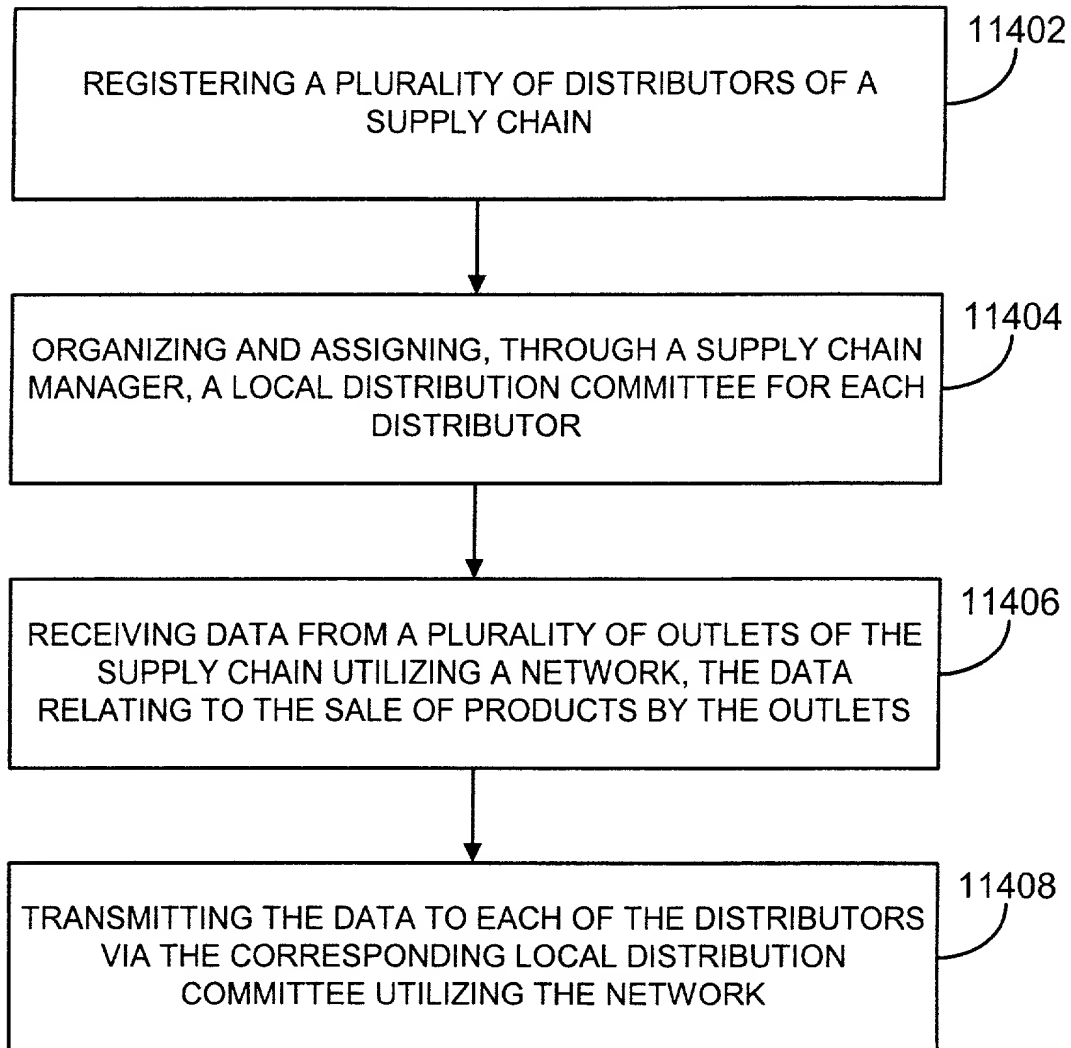 11402
REGISTERING A PLURALITY OF DISTRIBUTORS OF A
SUPPLY CHAIN
11404
ORGANIZING AND ASSIGNING, THROUGH A SUPPLY CHAIN
MANAGER, A LOCAL DISTRIBUTION COMMITTEE FOR EACH
DISTRIBUTOR
11406
RECEIVING DATA FROM A PLURALITY OF OUTLETS OF THE
SUPPLY CHAIN UTILIZING A NETWORK, THE DATA
RELATING TO THE SALE OF PRODUCTS BY THE OUTLETS
11408
TRANSMITTING THE DATA TO EACH OF THE DISTRIBUTORS
VIA THE CORRESPONDING LOCAL DISTRIBUTION
COMMITTEE UTILIZING THE NETWORK